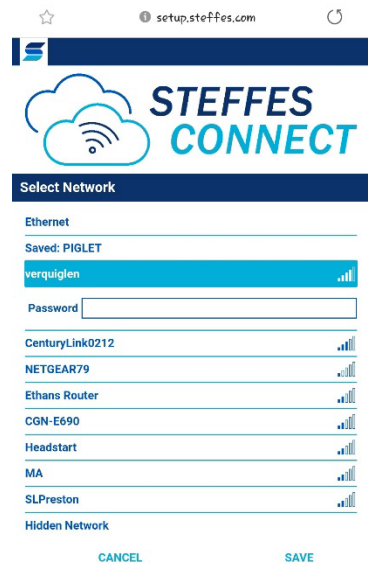 setup.steffes.com
STEFFES
CONNECT
Select Network
Ethernet
Saved: PIGLET
verquiglen
Password
CenturyLink0212
NETGEAR79
Ethans Router
CGN-E690
Headstart
MA
SLPreston
Hidden Network
CANCEL SAVE